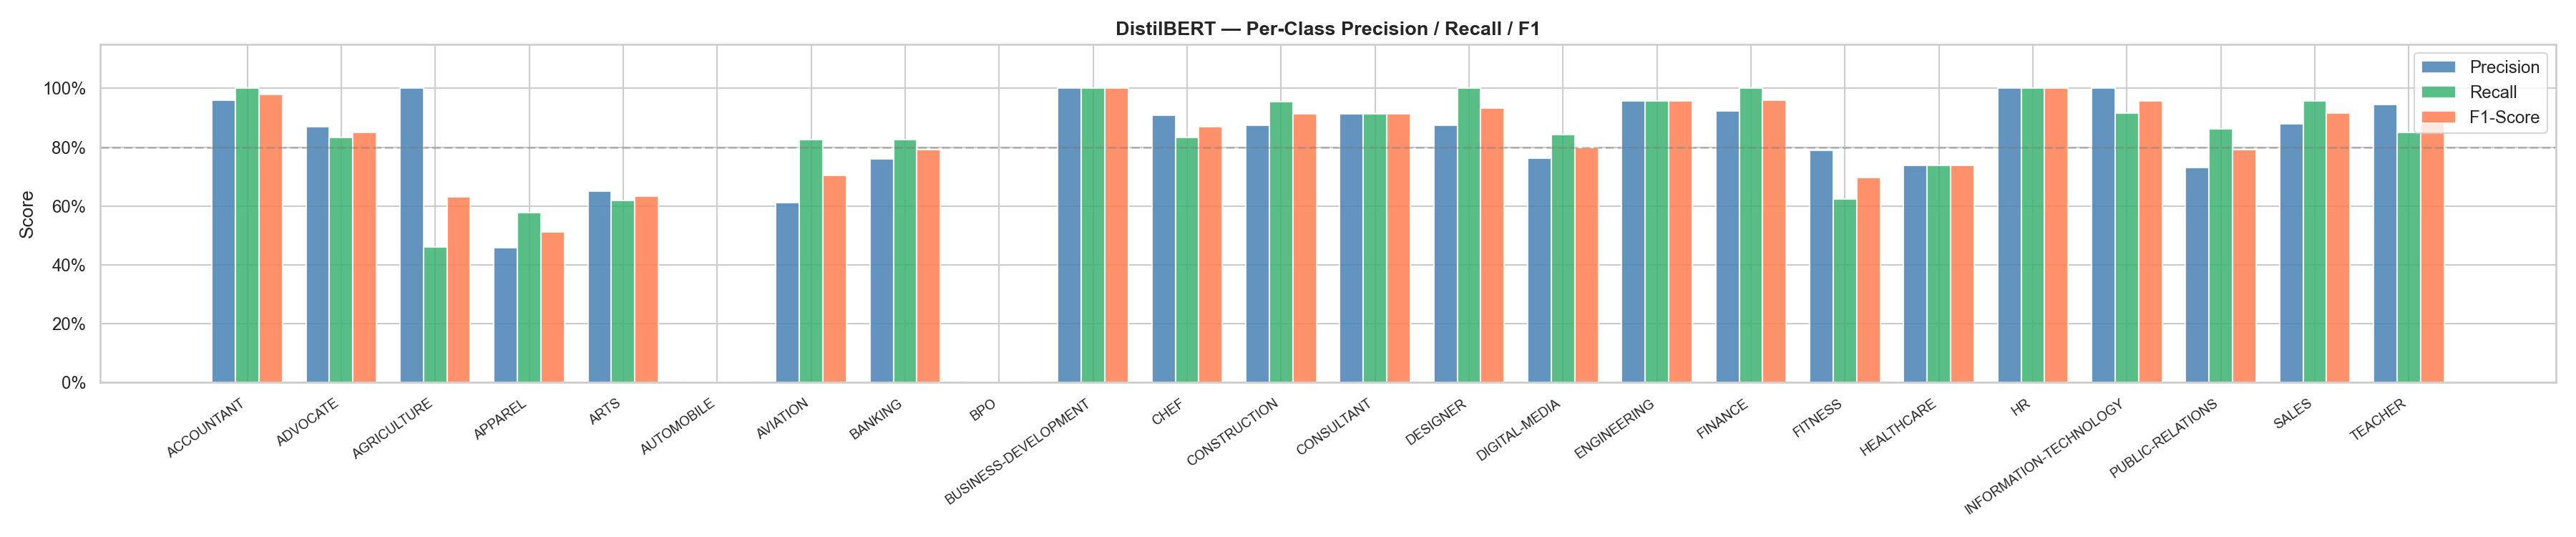 DistilBERT — Per-Class Precision / Recall / F1
Precision
Recall
F1-Score
Score
100%
80%
60%
40%
20%
0%
ACCOUNTANT
ADVOCATE
AGRICULTURE
APPAREL
ARTS
AUTOMOBILE
AVIATION
BANKING
BPO
BUSINESS-DEVELOPMENT
CHEF
CONSTRUCTION
CONSULTANT
DESIGNER
DIGITAL-MEDIA
ENGINEERING
FINANCE
FITNESS
HEALTHCARE
HR
INFORMATION-TECHNOLOGY
PUBLIC-RELATIONS
SALES
TEACHER